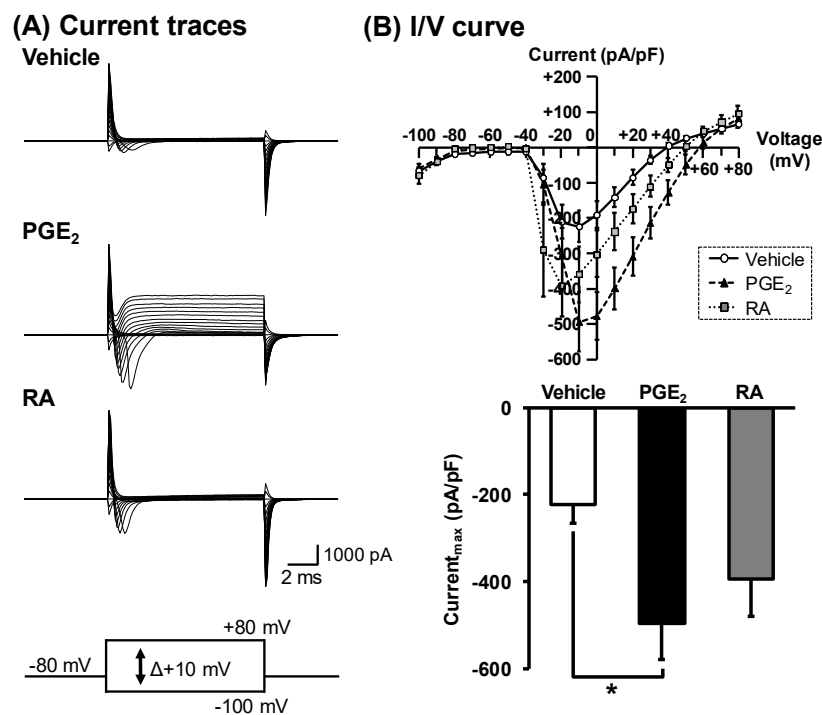 (A) Current traces
Vehicle
PGE2
RA
1000 pA
2 ms
+80 mV
-80 mV
Δ+10 mV
-100 mV
(B) I/V curve
Current (pA/pF)
+200
+100
-100 -80 -60 -40 -20 0 +20 +40 +60 +80
Voltage
(mV)
-100
-200
-300
-400
-500
-600
Vehicle
PGE2
RA
Vehicle PGE2 RA
0
-200
-400
-600
Currentmax (pA/pF)
*